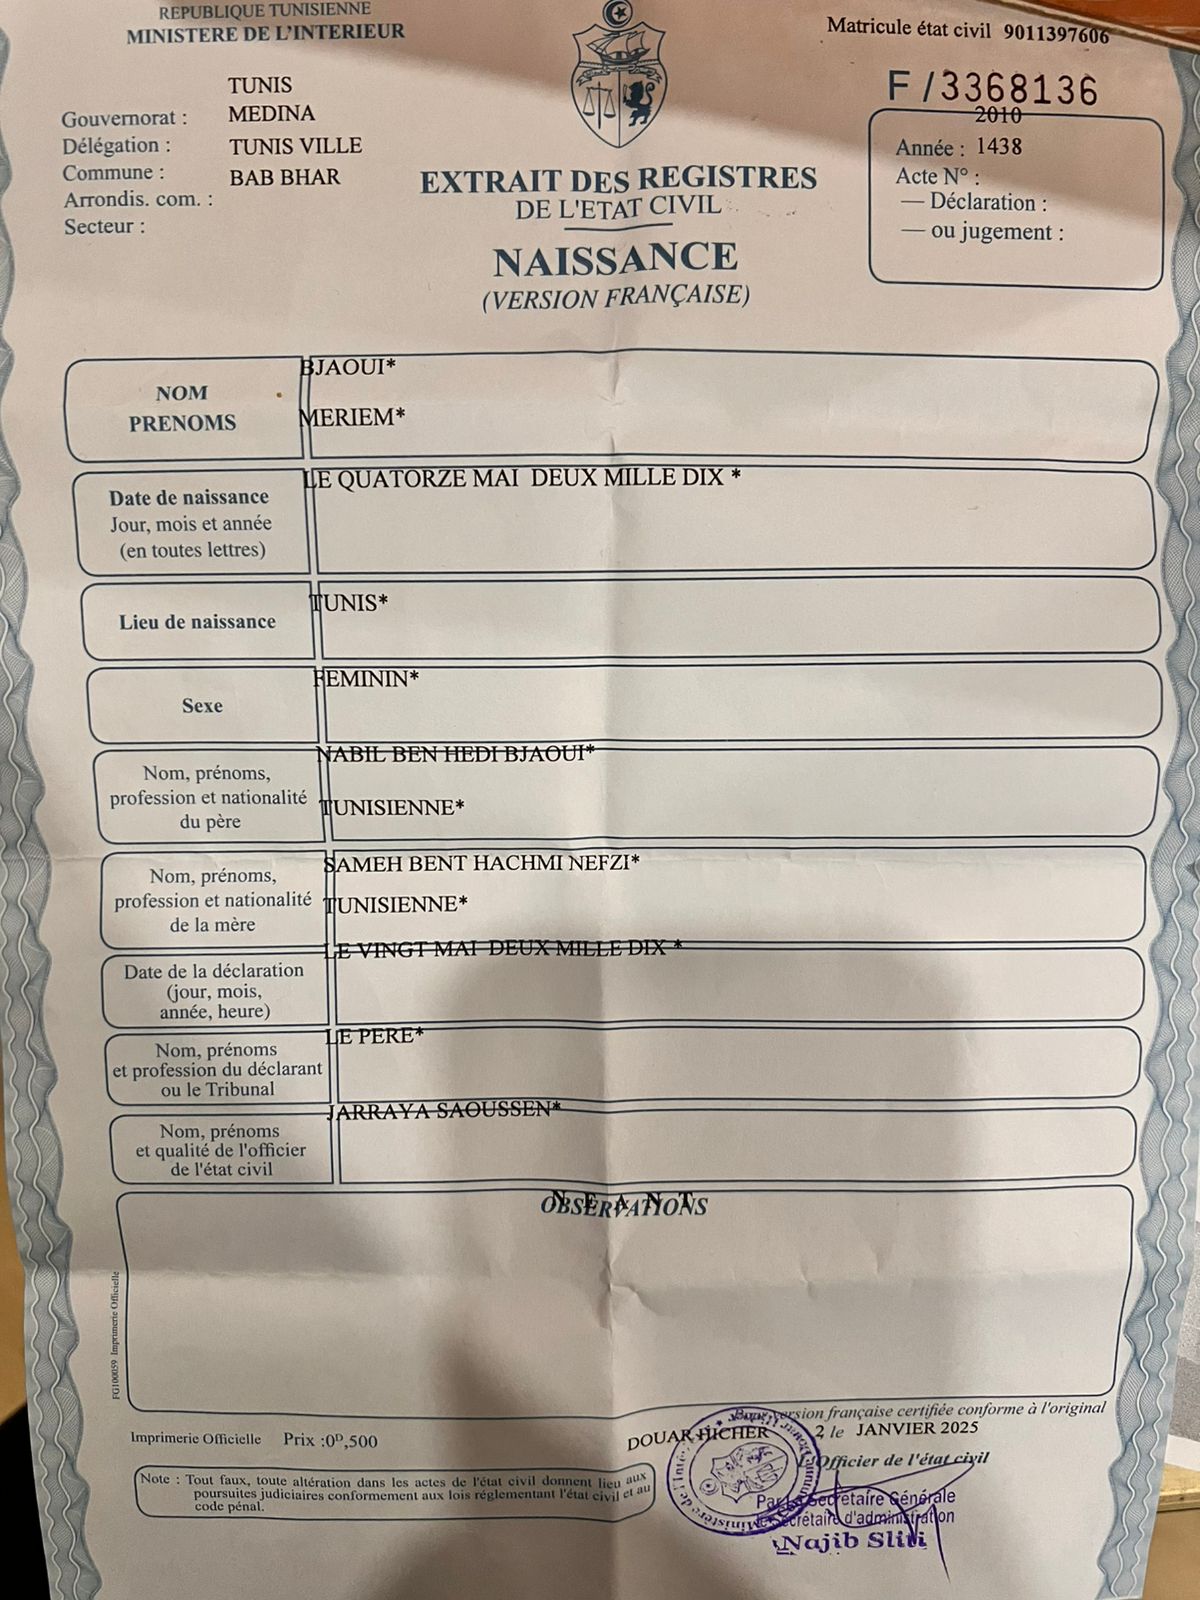 REPUBLIQUE TUNISIENNE
MINISTERE DE L'INTERIEUR
Matricule état civil 9011397606
F/3368136
TUNIS
Gouvernorat : MEDINA
Délégation : TUNIS VILLE
Commune : BAB BHAR
Arrondis. com. :
Secteur :
EXTRAIT DES REGISTRES
DE L'ETAT CIVIL
NAISSANCE
(VERSION FRANÇAISE)
2010
Année : 1438
Acte N° :
— Déclaration :
— ou jugement :
NOM
PRENOMS
BJAOUI*
MERIEM*
Date de naissance
Jour, mois et année
(en toutes lettres)
LE QUATORZE MAI DEUX MILLE DIX *
Lieu de naissance
TUNIS*
Sexe
FEMININ*
Nom, prénoms,
profession et nationalité
du père
NABIL BEN HEDI BJAOUI*
TUNISIENNE*
Nom, prénoms,
profession et nationalité
de la mère
SAMEH BENT HACHMI NEFZI*
TUNISIENNE*
Date de la déclaration
(jour, mois,
année, heure)
LE VINGT MAI DEUX MILLE DIX *
Nom, prénoms
et profession du déclarant
ou le Tribunal
LE PERE*
Nom, prénoms
et qualité de l'officier
de l'état civil
JARRAYA SAOUSSEN*
OBSERVATIONS
N E A N T
FG100059 Imprimerie Officielle
Imprimerie Officielle Prix :0ᴰ,500
version française certifiée conforme à l'original
DOUAR HICHER 2 le JANVIER 2025
L'Officier de l'état civil
Note : Tout faux, toute altération dans les actes de l'état civil donnent lieu aux
poursuites judiciaires conformement aux lois réglementant l'état civil et au
code pénal.
Par Le Secrétaire Générale
le Secrétaire d'administration
Najib Sliti